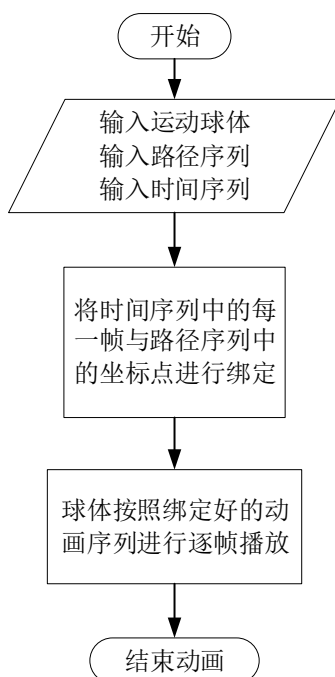 开始
输入运动球体
输入路径序列
输入时间序列
将时间序列中的每
一帧与路径序列中
的坐标点进行绑定
球体按照绑定好的动
画序列进行逐帧播放
结束动画